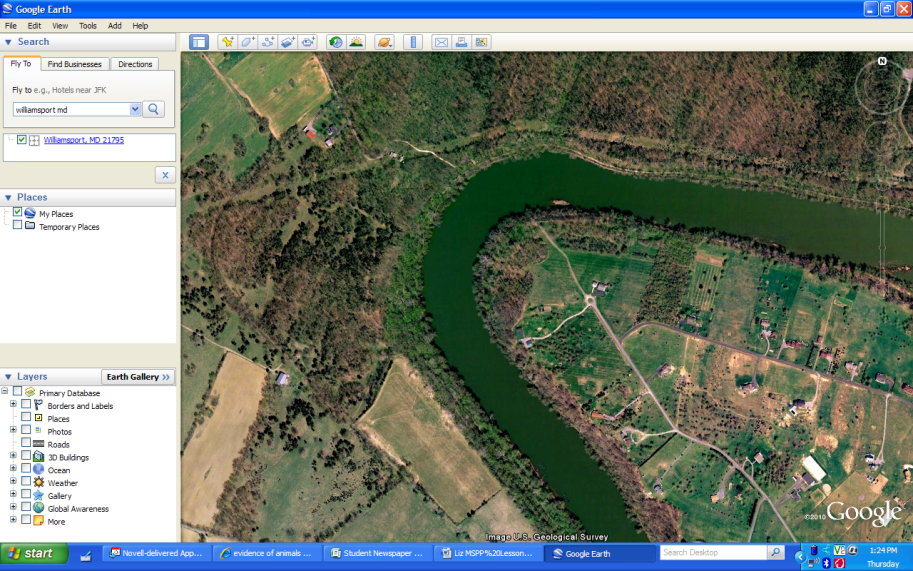 Google Earth
File Edit View Tools Add Help
Search
Fly To Find Businesses Directions
Fly to e.g., Hotels near JFK
williamsport md
Williamsport, MD 21795
Places
My Places
Temporary Places
Layers
Earth Gallery >>
Primary Database
Borders and Labels
Places
Photos
Roads
3D Buildings
Ocean
Weather
Gallery
Global Awareness
More
N
©2010 Google
Image U.S. Geological Survey
start
Novell-delivered App...
evidence of animals ...
Student Newspaper ...
Liz MSPP%20Lesson...
Google Earth
Search Desktop
1:24 PM
Thursday